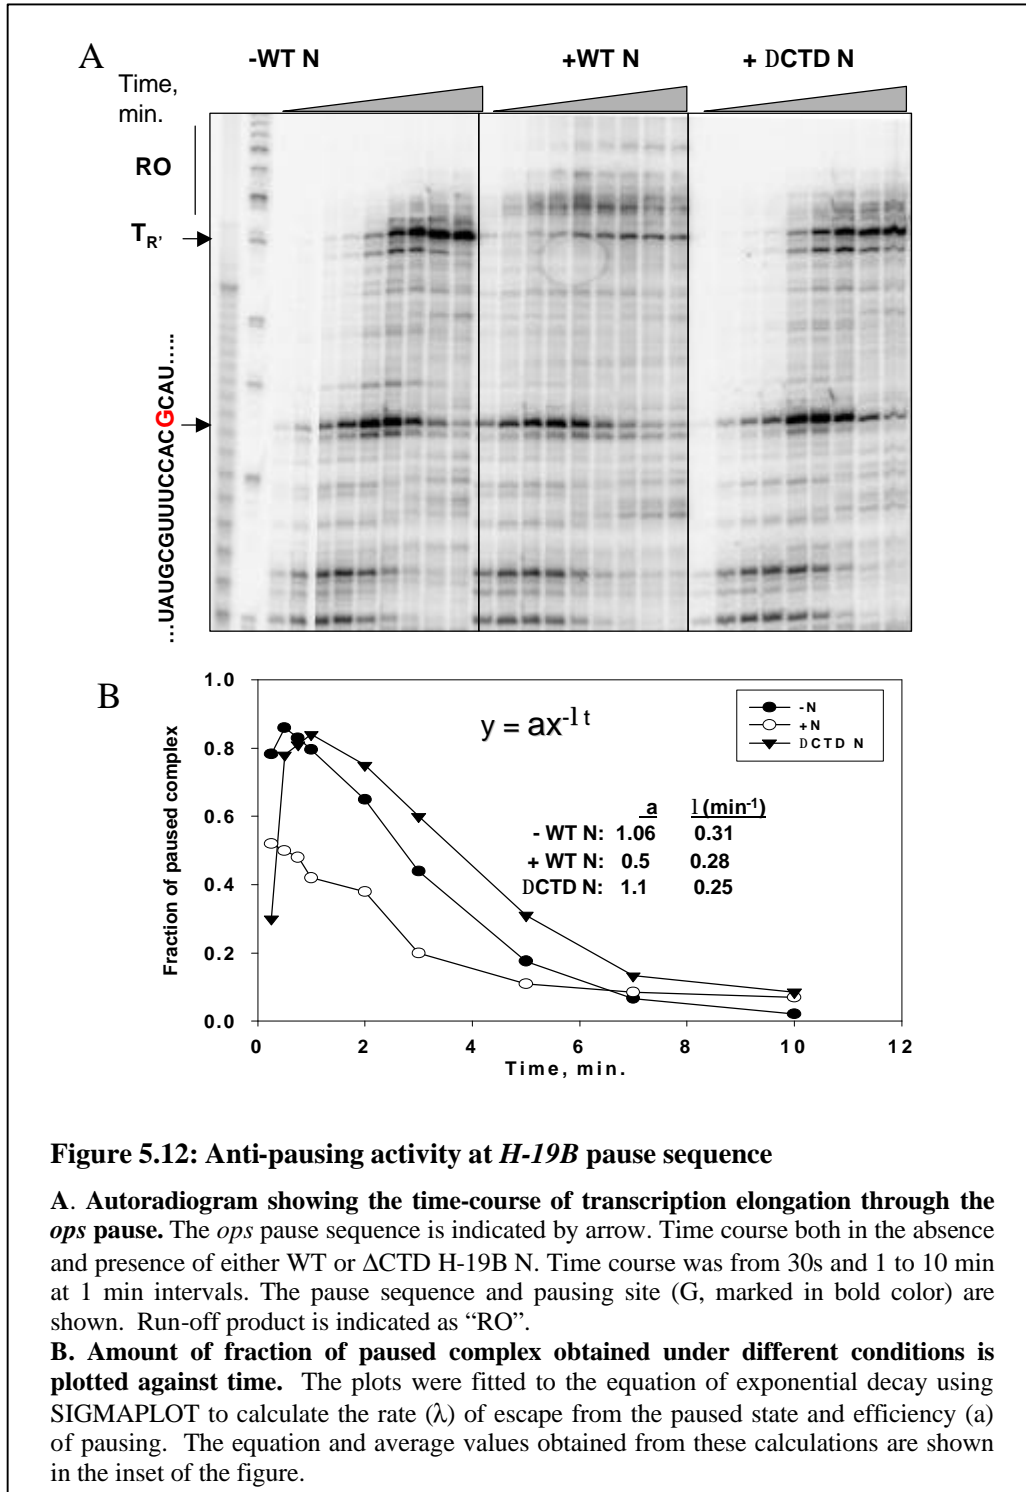 A
-WT N
+WT N
+ DCTD N
Time,
min.
RO
TR'
...UAUGCGUUUCCACGCAU.....
B
1.0
0.8
0.6
0.4
0.2
0.0
Fraction of paused complex
y = ax-l t
-N
+N
DCTD N
a l (min-1)
- WT N: 1.06 0.31
+ WT N: 0.5 0.28
DCTD N: 1.1 0.25
0 2 4 6 8 10 12
Time, min.
Figure 5.12: Anti-pausing activity at H-19B pause sequence
A. Autoradiogram showing the time-course of transcription elongation through the
ops pause. The ops pause sequence is indicated by arrow. Time course both in the absence
and presence of either WT or ΔCTD H-19B N. Time course was from 30s and 1 to 10 min
at 1 min intervals. The pause sequence and pausing site (G, marked in bold color) are
shown. Run-off product is indicated as “RO”.
B. Amount of fraction of paused complex obtained under different conditions is
plotted against time. The plots were fitted to the equation of exponential decay using
SIGMAPLOT to calculate the rate (λ) of escape from the paused state and efficiency (a)
of pausing. The equation and average values obtained from these calculations are shown
in the inset of the figure.